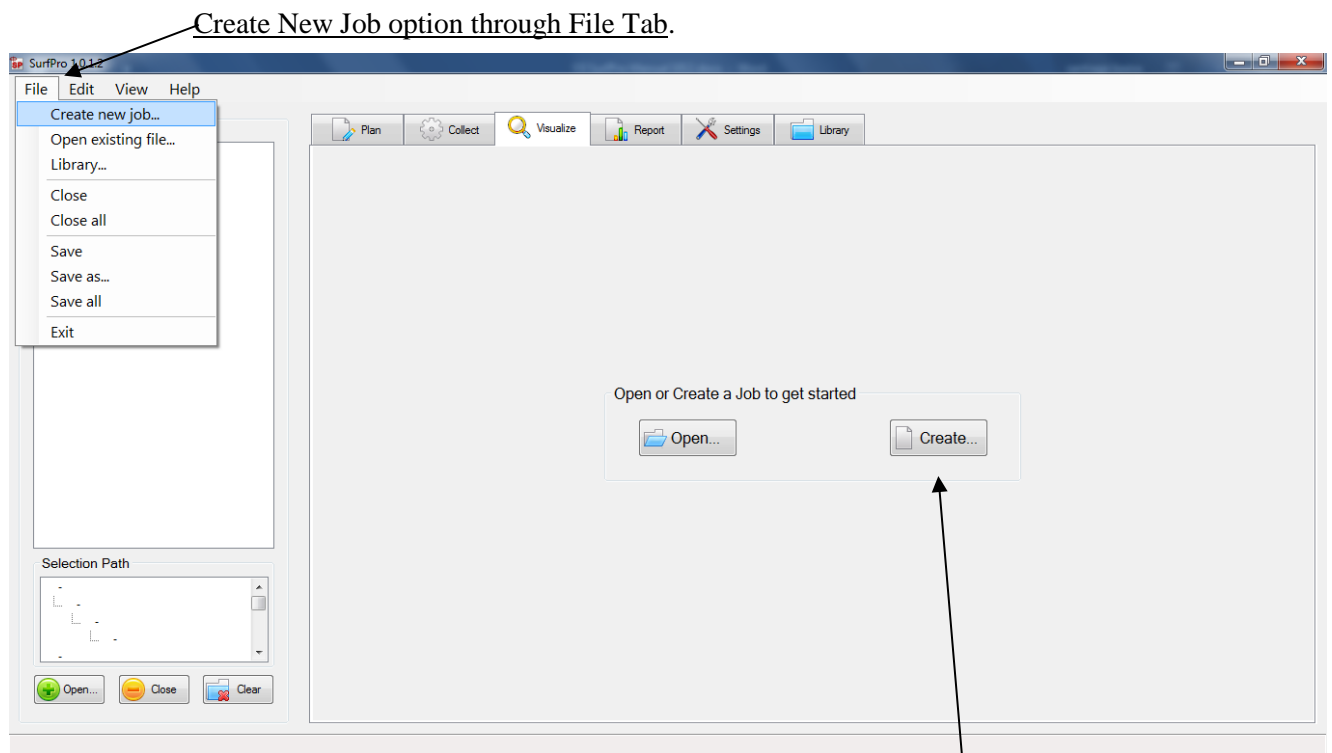 Create New Job option through File Tab.
SurfPro 1.0.1.2
File Edit View Help
Create new job...
Open existing file...
Library...
Close
Close all
Save
Save as...
Save all
Exit
Plan Collect Visualize Report Settings Library
Open or Create a Job to get started
Open... Create...
Selection Path
-
-
-
-
-
Open... Close Clear